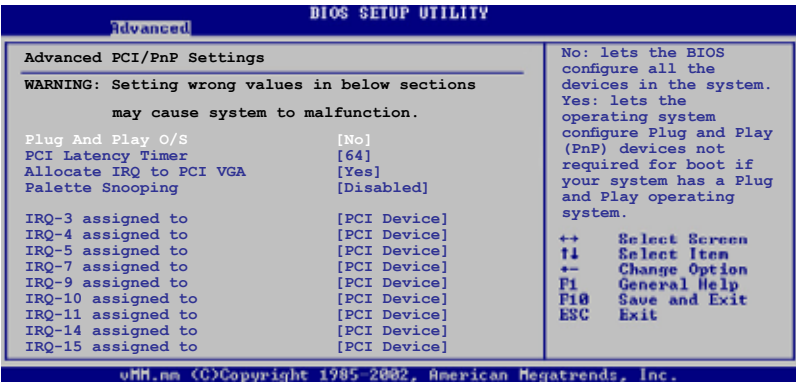 BIOS SETUP UTILITY
Advanced
Advanced PCI/PnP Settings
WARNING: Setting wrong values in below sections
may cause system to malfunction.
Plug And Play O/S [No]
PCI Latency Timer [64]
Allocate IRQ to PCI VGA [Yes]
Palette Snooping [Disabled]
IRQ-3 assigned to [PCI Device]
IRQ-4 assigned to [PCI Device]
IRQ-5 assigned to [PCI Device]
IRQ-7 assigned to [PCI Device]
IRQ-9 assigned to [PCI Device]
IRQ-10 assigned to [PCI Device]
IRQ-11 assigned to [PCI Device]
IRQ-14 assigned to [PCI Device]
IRQ-15 assigned to [PCI Device]
No: lets the BIOS
configure all the
devices in the system.
Yes: lets the
operating system
configure Plug and Play
(PnP) devices not
required for boot if
your system has a Plug
and Play operating
system.
←→ Select Screen
↑↓ Select Item
+- Change Option
F1 General Help
F10 Save and Exit
ESC Exit
vMM.mm (C)Copyright 1985-2002, American Megatrends, Inc.